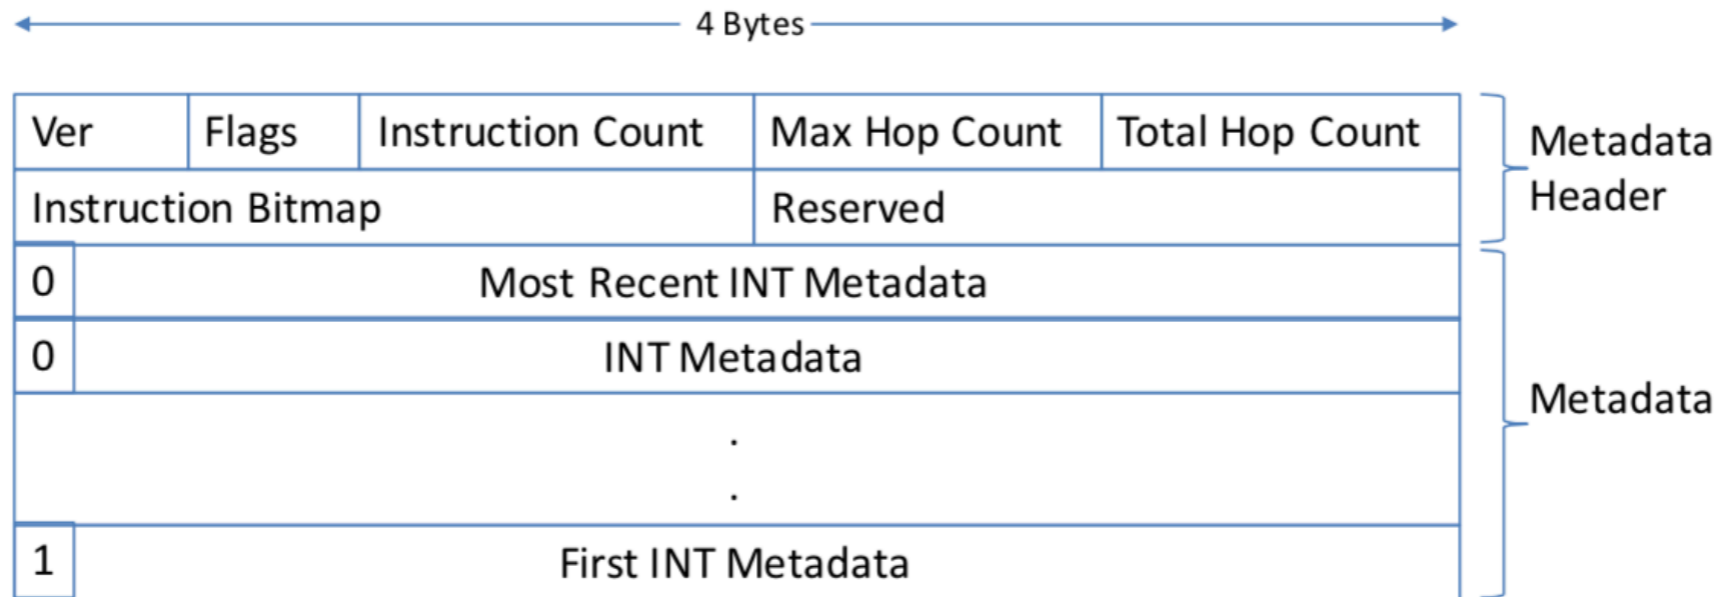 4 Bytes
Ver Flags Instruction Count Max Hop Count Total Hop Count
Metadata
Header
Instruction Bitmap Reserved
0 Most Recent INT Metadata
0 INT Metadata
Metadata
.
.
1 First INT Metadata